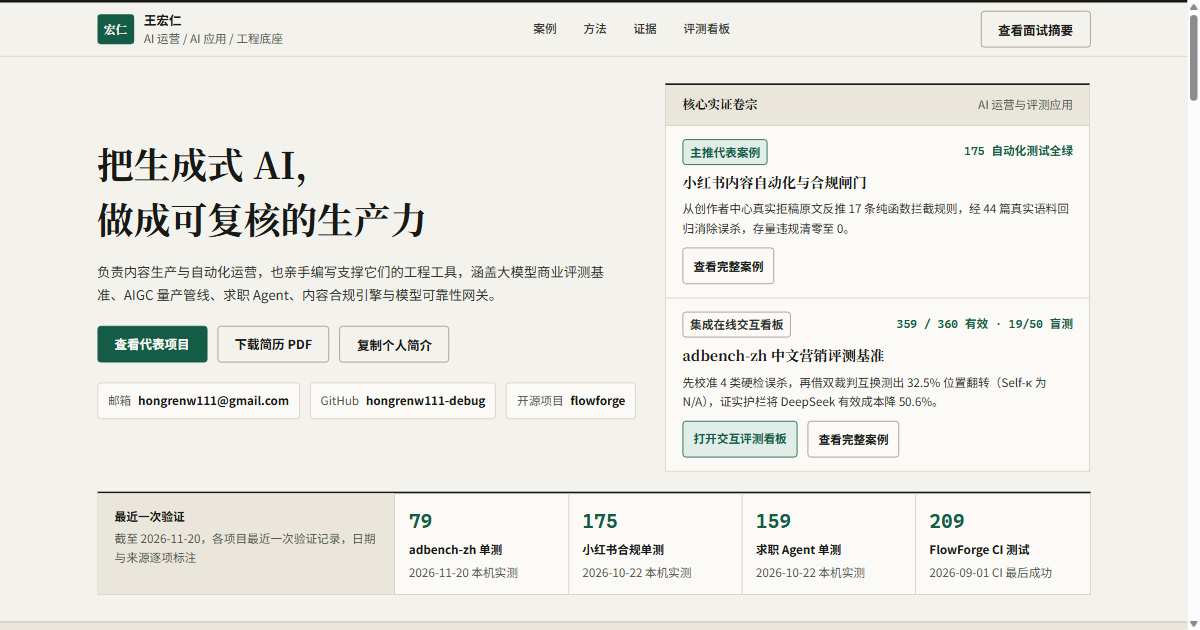 宏仁
王宏仁
AI 运营 / AI 应用 / 工程底座
案例
方法
证据
评测看板
查看面试摘要
把生成式 AI,
做成可复核的生产力
负责内容生产与自动化运营，也亲手编写支撑它们的工程工具，涵盖大模型商业评测基
准、AIGC 量产管线、求职 Agent、内容合规引擎与模型可靠性网关。
查看代表项目
下载简历 PDF
复制个人简介
邮箱 hongrenw111@gmail.com
GitHub hongrenw111-debug
开源项目 flowforge
核心实证卷宗
AI 运营与评测应用
主推代表案例
175 自动化测试全绿
小红书内容自动化与合规闸门
从创作者中心真实拒稿原文反推 17 条纯函数拦截规则，经 44 篇真实语料回
归消除误杀，存量违规清零至 0。
查看完整案例
集成在线交互看板
359 / 360 有效 · 19/50 盲测
adbench-zh 中文营销评测基准
先校准 4 类硬检误杀，再借双裁判互换测出 32.5% 位置翻转（Self-κ 为
N/A），证实护栏将 DeepSeek 有效成本降 50.6%。
打开交互评测看板
查看完整案例
最近一次验证
截至 2026-11-20，各项目最近一次验证记录，日期
与来源逐项标注
79
adbench-zh 单测
2026-11-20 本机实测
175
小红书合规单测
2026-10-22 本机实测
159
求职 Agent 单测
2026-10-22 本机实测
209
FlowForge CI 测试
2026-09-01 CI 最后成功